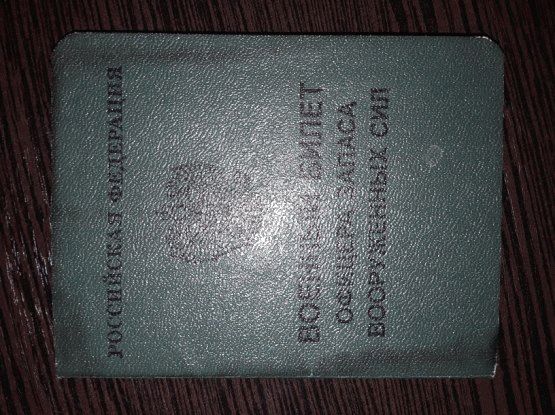 РОССИЙСКАЯ ФЕДЕРАЦИЯ
ВОЕННЫЙ БИЛЕТ
ОФИЦЕРА ЗАПАСА
ВООРУЖЕННЫХ СИЛ